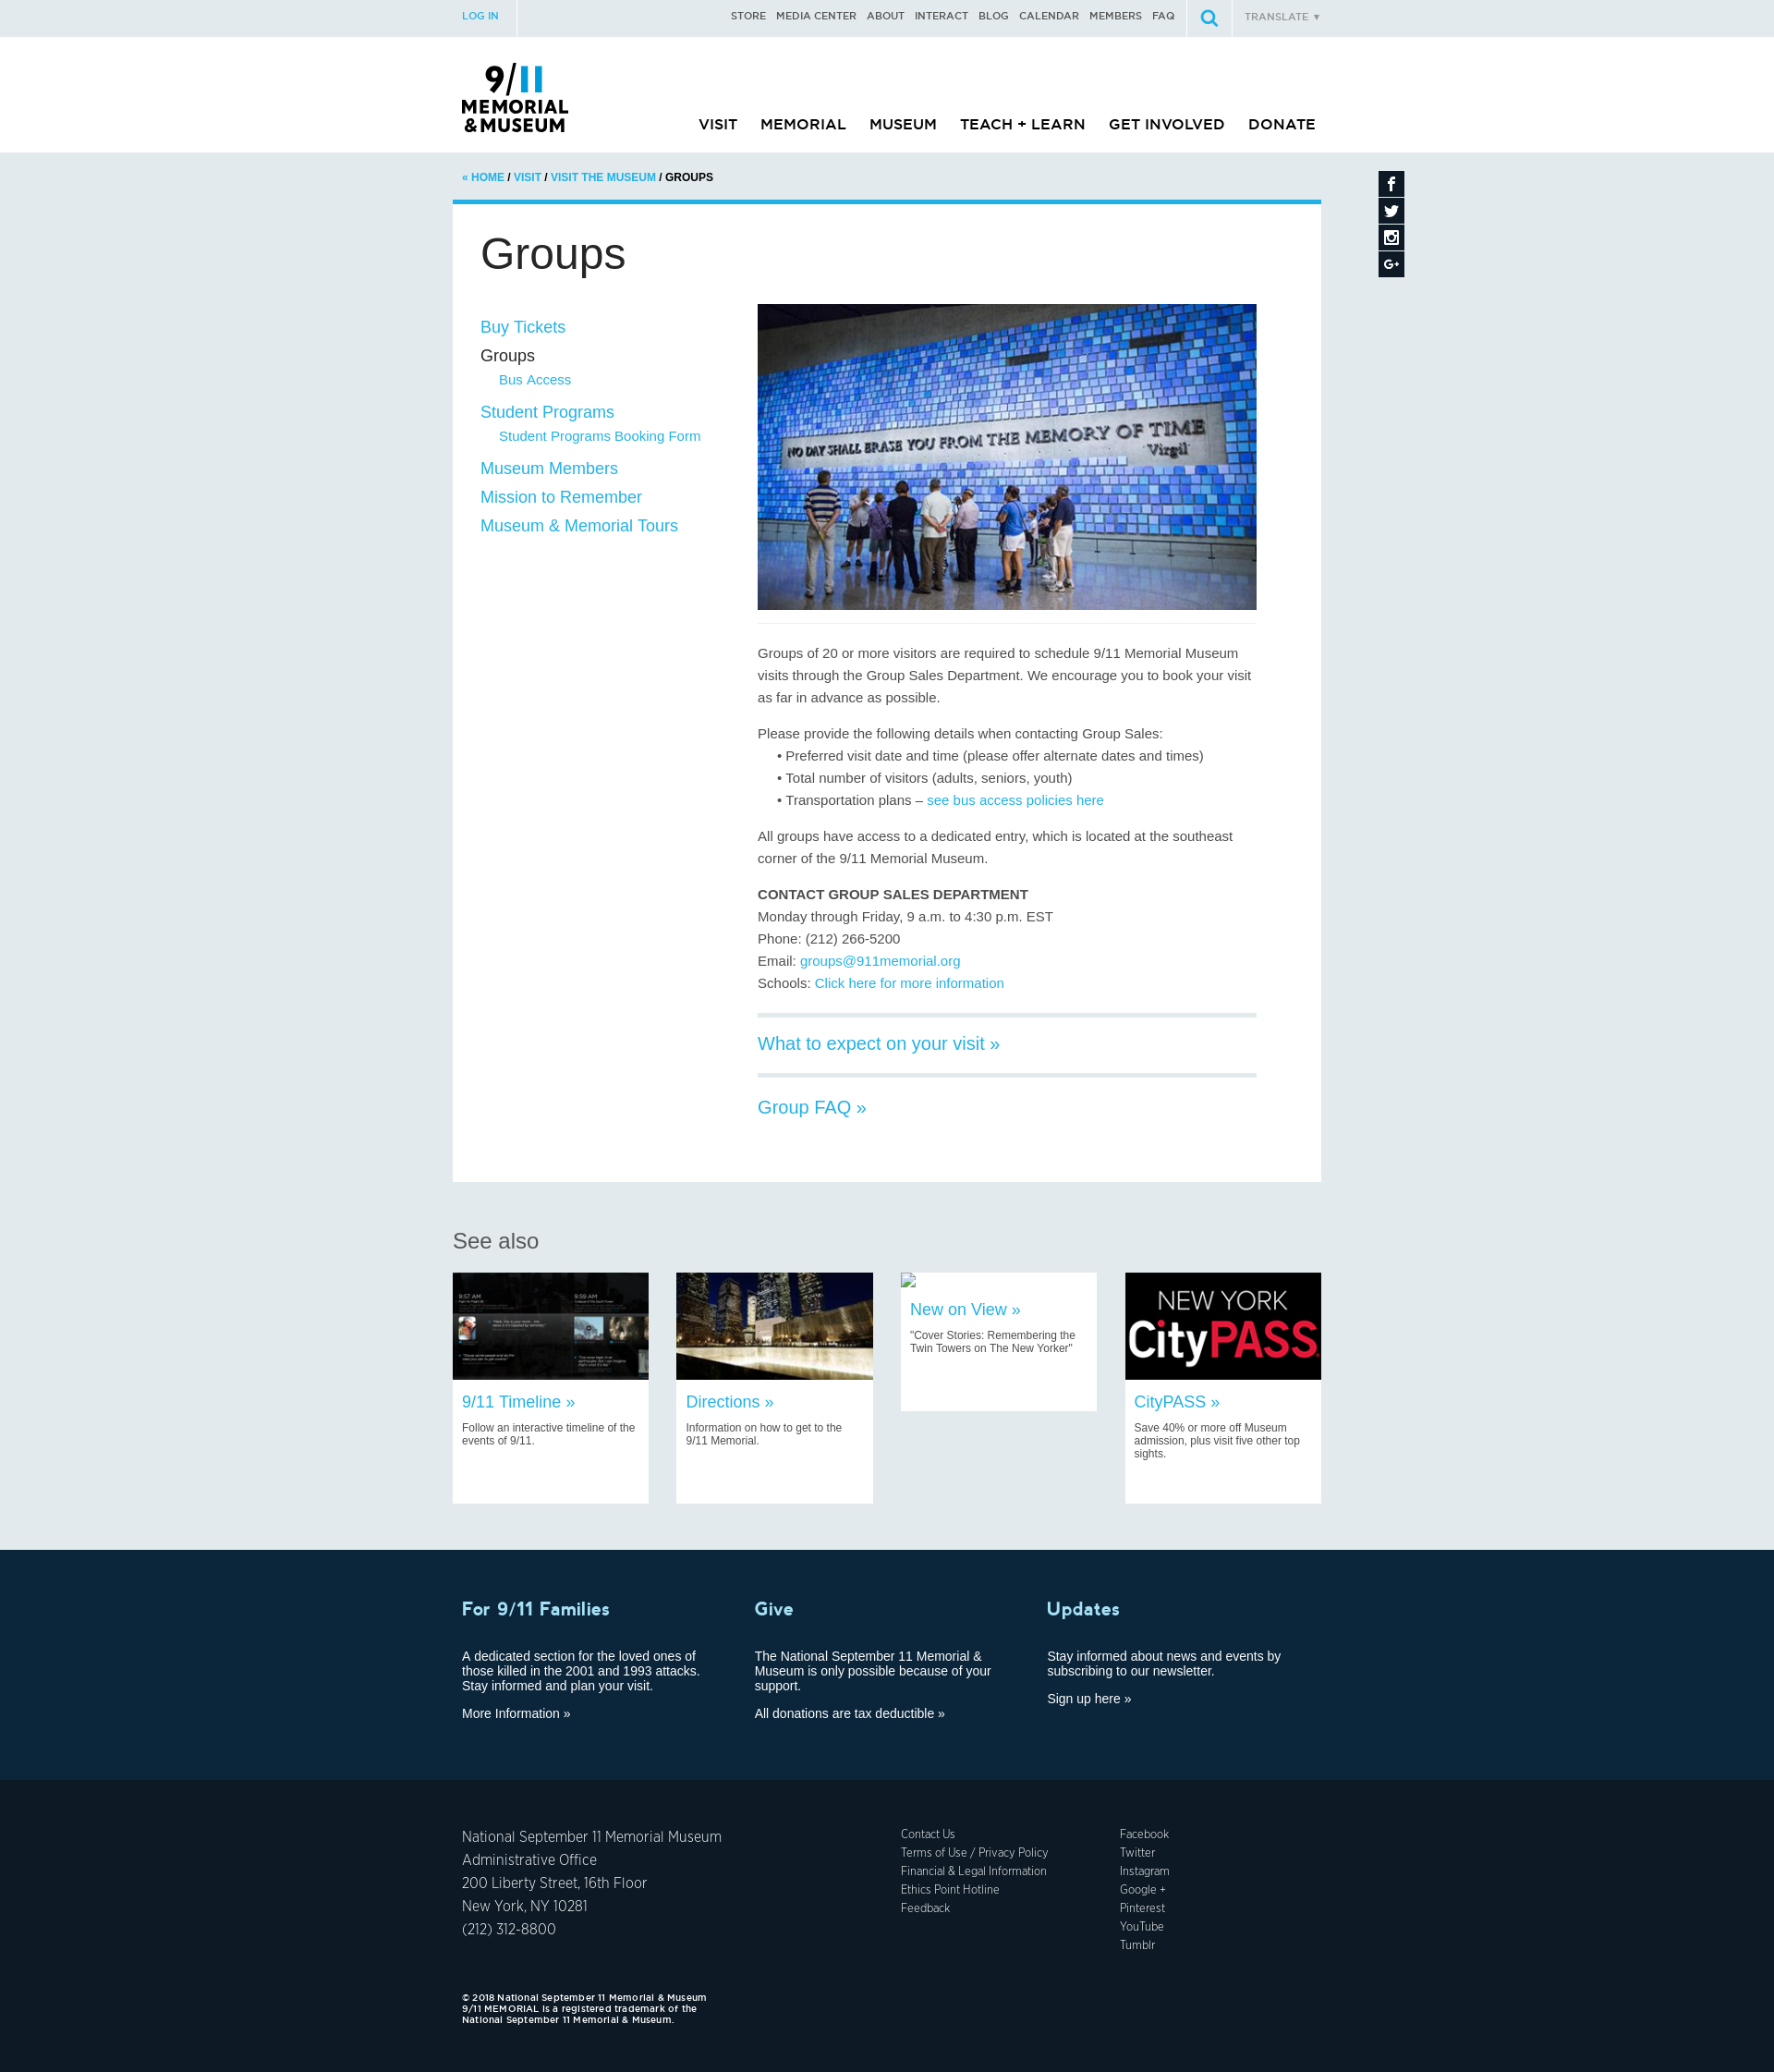 LOG IN
STORE MEDIA CENTER ABOUT INTERACT BLOG CALENDAR MEMBERS FAQ
TRANSLATE ▼
9/11
MEMORIAL
& MUSEUM
VISIT MEMORIAL MUSEUM TEACH + LEARN GET INVOLVED DONATE
« HOME / VISIT / VISIT THE MUSEUM / GROUPS
Groups
Buy Tickets
Groups
Bus Access
Student Programs
Student Programs Booking Form
Museum Members
Mission to Remember
Museum & Memorial Tours
NO DAY SHALL ERASE YOU FROM THE MEMORY OF TIME
Virgil
Groups of 20 or more visitors are required to schedule 9/11 Memorial Museum
visits through the Group Sales Department. We encourage you to book your visit
as far in advance as possible.
Please provide the following details when contacting Group Sales:
• Preferred visit date and time (please offer alternate dates and times)
• Total number of visitors (adults, seniors, youth)
• Transportation plans – see bus access policies here
All groups have access to a dedicated entry, which is located at the southeast
corner of the 9/11 Memorial Museum.
CONTACT GROUP SALES DEPARTMENT
Monday through Friday, 9 a.m. to 4:30 p.m. EST
Phone: (212) 266-5200
Email: groups@911memorial.org
Schools: Click here for more information
What to expect on your visit »
Group FAQ »
See also
9:57 AM
9:59 AM
9/11 Timeline »
Follow an interactive timeline of the
events of 9/11.
Directions »
Information on how to get to the
9/11 Memorial.
New on View »
"Cover Stories: Remembering the
Twin Towers on The New Yorker"
NEW YORK
CityPASS
CityPASS »
Save 40% or more off Museum
admission, plus visit five other top
sights.
For 9/11 Families
A dedicated section for the loved ones of
those killed in the 2001 and 1993 attacks.
Stay informed and plan your visit.
More Information »
Give
The National September 11 Memorial &
Museum is only possible because of your
support.
All donations are tax deductible »
Updates
Stay informed about news and events by
subscribing to our newsletter.
Sign up here »
National September 11 Memorial Museum
Administrative Office
200 Liberty Street, 16th Floor
New York, NY 10281
(212) 312-8800
Contact Us
Terms of Use / Privacy Policy
Financial & Legal Information
Ethics Point Hotline
Feedback
Facebook
Twitter
Instagram
Google +
Pinterest
YouTube
Tumblr
© 2018 National September 11 Memorial & Museum
9/11 MEMORIAL is a registered trademark of the
National September 11 Memorial & Museum.